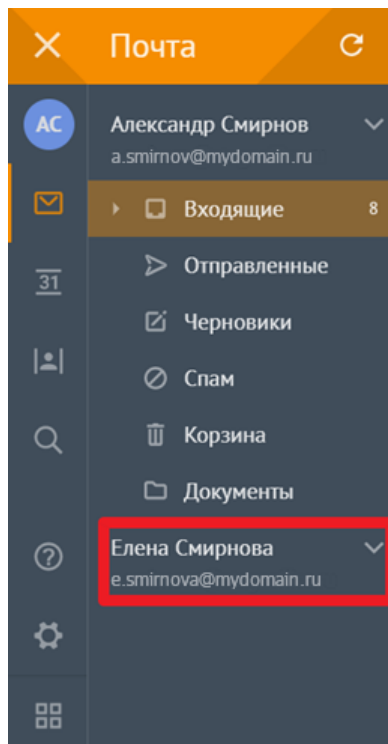 Почта
АС
Александр Смирнов
a.smirnov@mydomain.ru
Входящие 8
Отправленные
31
Черновики
Спам
Корзина
Документы
Елена Смирнова
e.smirnova@mydomain.ru